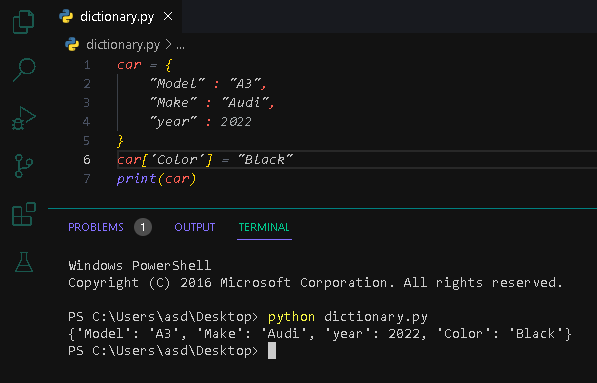 dictionary.py ×
dictionary.py > ...
1 car = {
2 "Model" : "A3",
3 "Make" : "Audi",
4 "year" : 2022
5 }
6 car['Color'] = "Black"
7 print(car)
PROBLEMS 1 OUTPUT TERMINAL
Windows PowerShell
Copyright (C) 2016 Microsoft Corporation. All rights reserved.
PS C:\Users\asd\Desktop> python dictionary.py
{'Model': 'A3', 'Make': 'Audi', 'year': 2022, 'Color': 'Black'}
PS C:\Users\asd\Desktop>